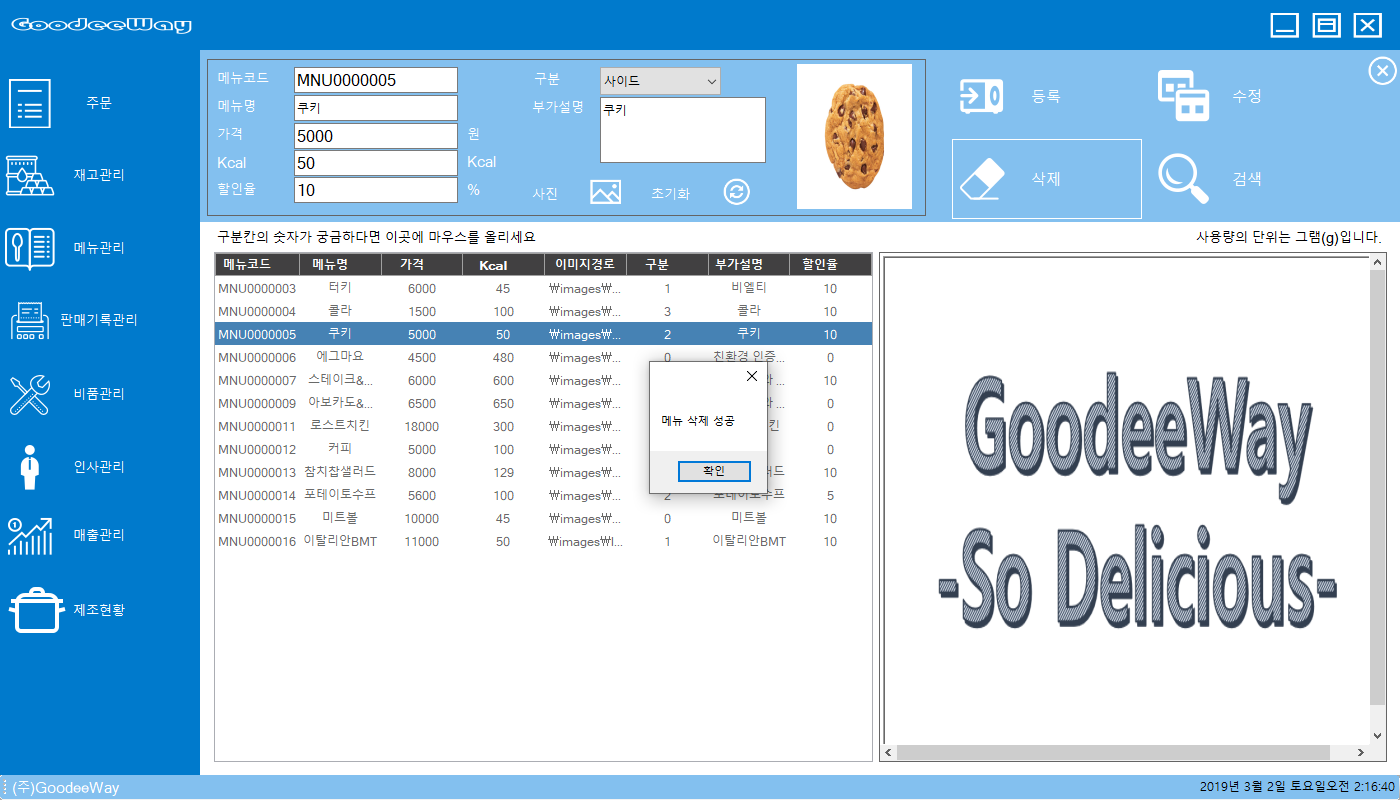 GoodeeWay
주문
재고관리
메뉴관리
판매기록관리
비품관리
인사관리
매출관리
제조현황
메뉴코드 MNU0000005
메뉴명 쿠키
가격 5000 원
Kcal 50 Kcal
할인율 10 %
구분 사이드
부가설명 쿠키
사진 초기화
등록 수정
삭제 검색
구분칸의 숫자가 궁금하다면 이곳에 마우스를 올리세요
사용량의 단위는 그램(g)입니다.
메뉴코드 메뉴명 가격 Kcal 이미지경로 구분 부가설명 할인율
MNU0000003 터키 6000 45 ₩images₩... 1 비엘티 10
MNU0000004 콜라 1500 100 ₩images₩... 3 콜라 10
MNU0000005 쿠키 5000 50 ₩images₩... 2 쿠키 10
MNU0000006 에그마요 4500 480 ₩images₩... 0 친환경 인증... 0
MNU0000007 스테이크&... 6000 600 ₩images₩... ... 10
MNU0000009 아보카도&... 6500 650 ₩images₩... ... 0
MNU0000011 로스트치킨 18000 300 ₩images₩... 킨 0
MNU0000012 커피 5000 100 ₩images₩... 0
MNU0000013 참치찹샐러드 8000 129 ₩images₩... 러드 10
MNU0000014 포테이토수프 5600 100 ₩images₩... 2 포테이토수프 5
MNU0000015 미트볼 10000 45 ₩images₩... 0 미트볼 10
MNU0000016 이탈리안BMT 11000 50 ₩images₩I... 1 이탈리안BMT 10
메뉴 삭제 성공
확인
GoodeeWay
-So Delicious-
(주)GoodeeWay
2019년 3월 2일 토요일오전 2:16:40